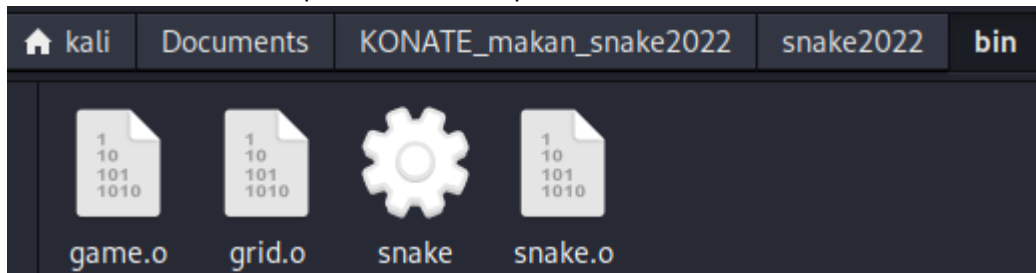 kali Documents KONATE_makan_snake2022 snake2022 bin
1 1 1
10 10 10
101 101 101
1010 1010 1010
game.o grid.o snake snake.o